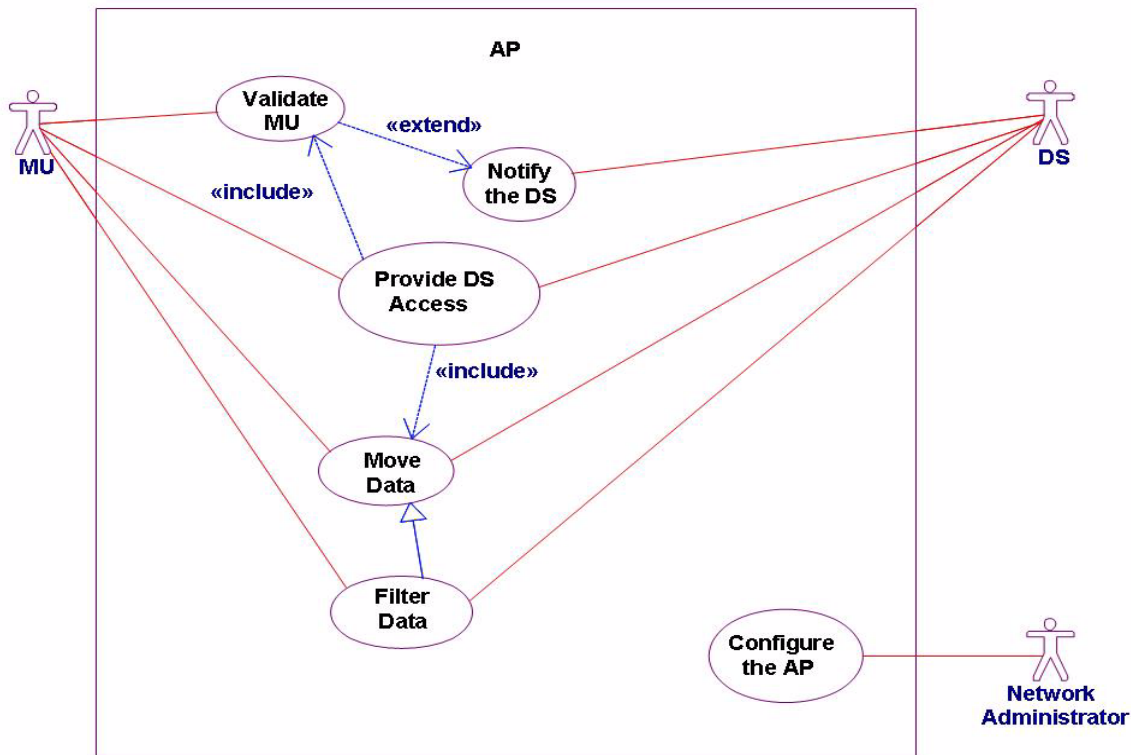 AP
Validate
MU
«extend»
MU
DS
Notify
the DS
«include»
Provide DS
Access
«include»
Move
Data
Filter
Data
Configure
the AP
Network
Administrator